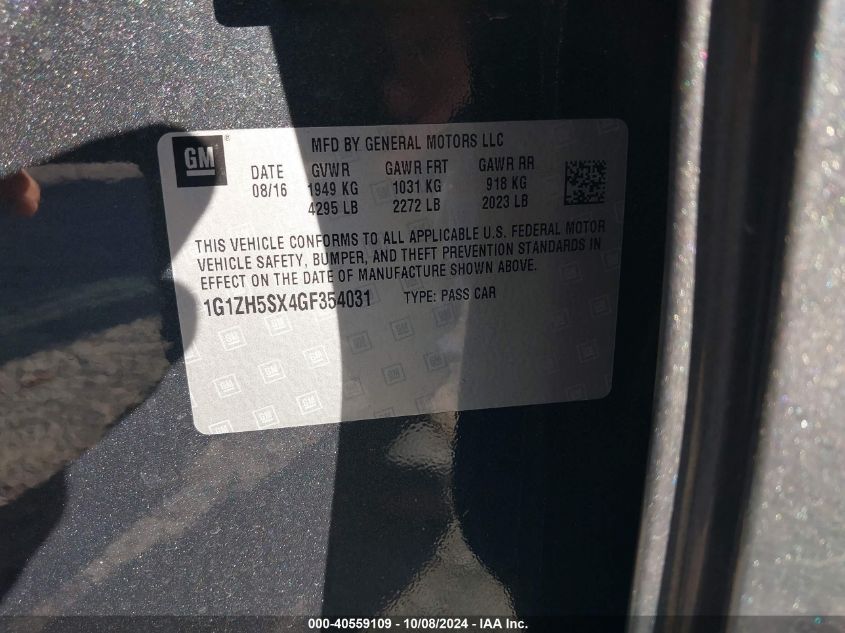 MFD BY GENERAL MOTORS LLC
GM ®
DATE GVWR GAWR FRT GAWR RR
08/16 1949 KG 1031 KG 918 KG
4295 LB 2272 LB 2023 LB
THIS VEHICLE CONFORMS TO ALL APPLICABLE U.S. FEDERAL MOTOR
VEHICLE SAFETY, BUMPER, AND THEFT PREVENTION STANDARDS IN
EFFECT ON THE DATE OF MANUFACTURE SHOWN ABOVE.
1G1ZH5SX4GF354031 TYPE: PASS CAR
000-40559109 - 10/08/2024 - IAA Inc.